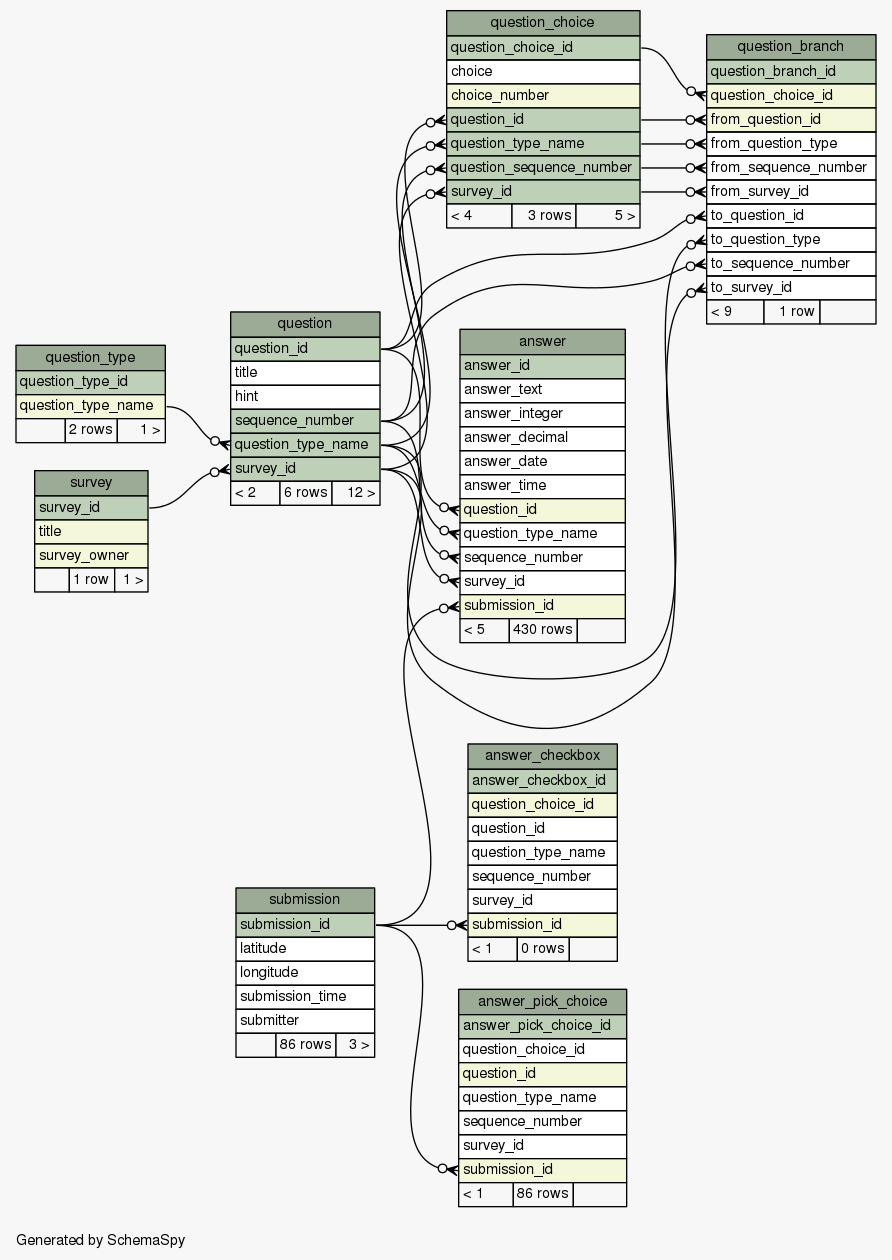 question_choice
question_choice_id
choice
choice_number
question_id
question_type_name
question_sequence_number
survey_id
< 4 3 rows 5 >
question_branch
question_branch_id
question_choice_id
from_question_id
from_question_type
from_sequence_number
from_survey_id
to_question_id
to_question_type
to_sequence_number
to_survey_id
< 9 1 row
question_type
question_type_id
question_type_name
2 rows 1 >
survey
survey_id
title
survey_owner
1 row 1 >
question
question_id
title
hint
sequence_number
question_type_name
survey_id
< 2 6 rows 12 >
answer
answer_id
answer_text
answer_integer
answer_decimal
answer_date
answer_time
question_id
question_type_name
sequence_number
survey_id
submission_id
< 5 430 rows
answer_checkbox
answer_checkbox_id
question_choice_id
question_id
question_type_name
sequence_number
survey_id
submission_id
< 1 0 rows
submission
submission_id
latitude
longitude
submission_time
submitter
86 rows 3 >
answer_pick_choice
answer_pick_choice_id
question_choice_id
question_id
question_type_name
sequence_number
survey_id
submission_id
< 1 86 rows
Generated by SchemaSpy